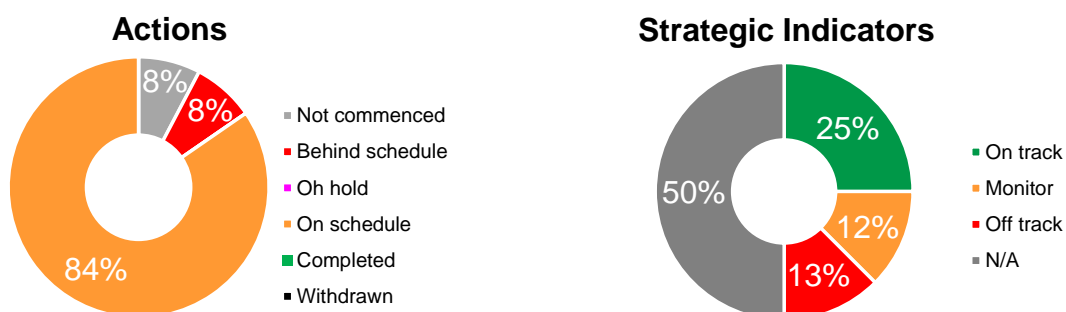 Actions
8%
8%
84%
Not commenced
Behind schedule
Oh hold
On schedule
Completed
Withdrawn
Strategic Indicators
25%
12%
13%
50%
On track
Monitor
Off track
N/A